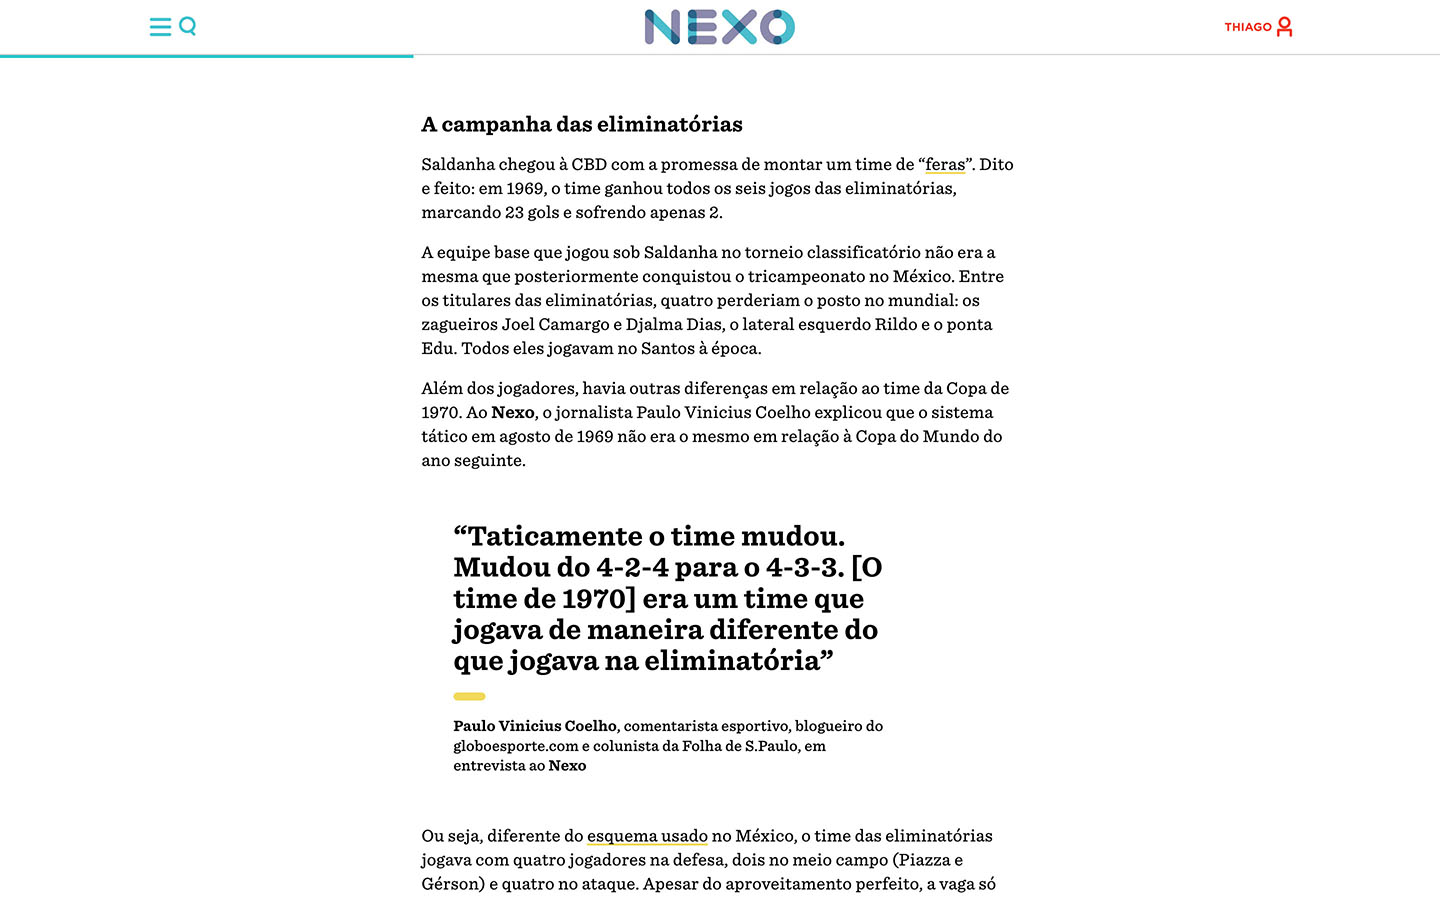 NEXO
THIAGO
A campanha das eliminatórias
Saldanha chegou à CBD com a promessa de montar um time de “feras”. Dito
e feito: em 1969, o time ganhou todos os seis jogos das eliminatórias,
marcando 23 gols e sofrendo apenas 2.
A equipe base que jogou sob Saldanha no torneio classificatório não era a
mesma que posteriormente conquistou o tricampeonato no México. Entre
os titulares das eliminatórias, quatro perderiam o posto no mundial: os
zagueiros Joel Camargo e Djalma Dias, o lateral esquerdo Rildo e o ponta
Edu. Todos eles jogavam no Santos à época.
Além dos jogadores, havia outras diferenças em relação ao time da Copa de
1970. Ao Nexo, o jornalista Paulo Vinicius Coelho explicou que o sistema
tático em agosto de 1969 não era o mesmo em relação à Copa do Mundo do
ano seguinte.
“Taticamente o time mudou.
Mudou do 4-2-4 para o 4-3-3. [O
time de 1970] era um time que
jogava de maneira diferente do
que jogava na eliminatória”
Paulo Vinicius Coelho, comentarista esportivo, blogueiro do
globoesporte.com e colunista da Folha de S.Paulo, em
entrevista ao Nexo
Ou seja, diferente do esquema usado no México, o time das eliminatórias
jogava com quatro jogadores na defesa, dois no meio campo (Piazza e
Gérson) e quatro no ataque. Apesar do aproveitamento perfeito, a vaga só